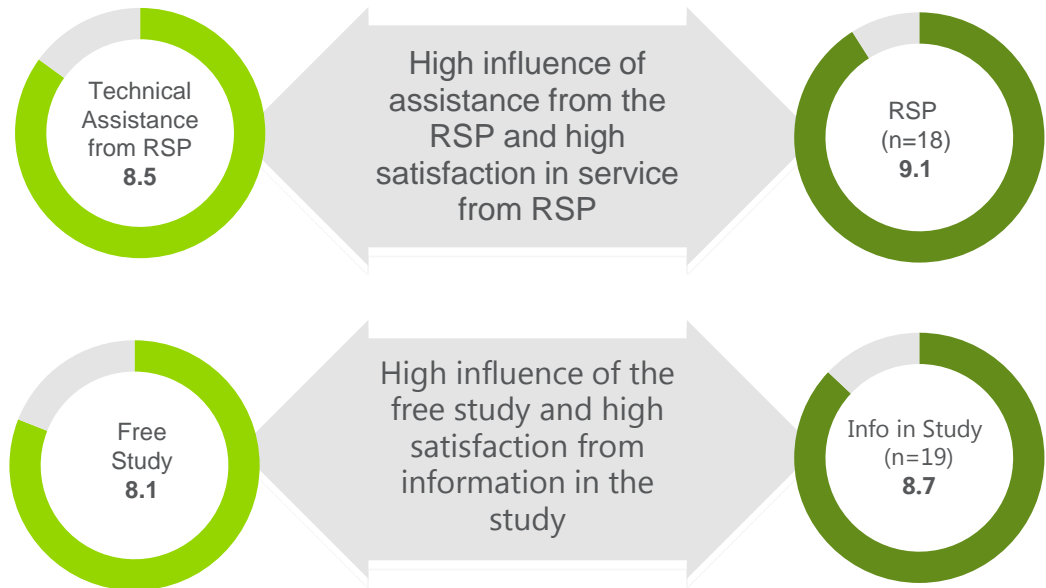 Technical
Assistance
from RSP
8.5
High influence of
assistance from the
RSP and high
satisfaction in service
from RSP
RSP
(n=18)
9.1
Free
Study
8.1
High influence of the
free study and high
satisfaction from
information in the
study
Info in Study
(n=19)
8.7